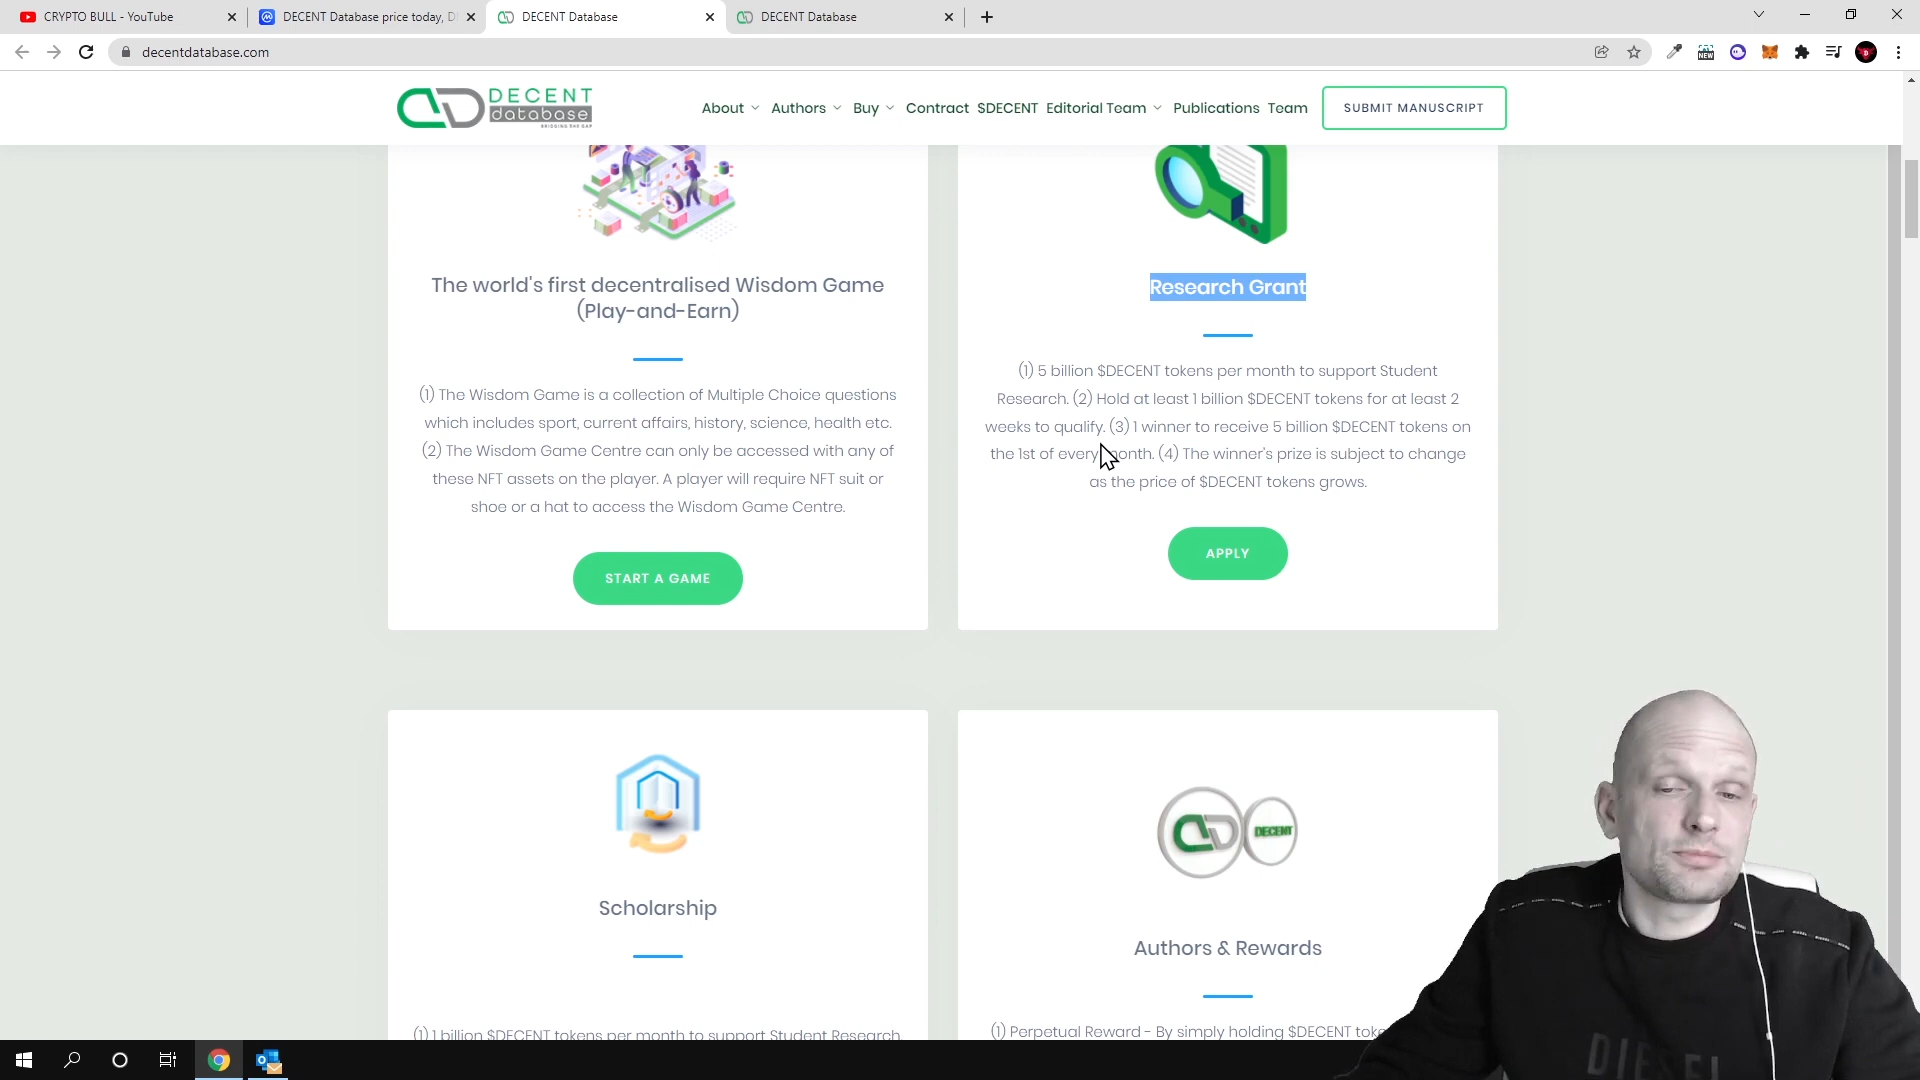 CRYPTO BULL - YouTube
DECENT Database price today, D
DECENT Database
DECENT Database
decentdatabase.com
NEW
DECENT
database
BRIDGING THE GAP
About
Authors
Buy
Contract
$DECENT
Editorial Team
Publications
Team
SUBMIT MANUSCRIPT
The world's first decentralised Wisdom Game
(Play-and-Earn)
(1) The Wisdom Game is a collection of Multiple Choice questions
which includes sport, current affairs, history, science, health etc.
(2) The Wisdom Game Centre can only be accessed with any of
these NFT assets on the player. A player will require NFT suit or
shoe or a hat to access the Wisdom Game Centre.
START A GAME
Research Grant
(1) 5 billion $DECENT tokens per month to support Student
Research. (2) Hold at least 1 billion $DECENT tokens for at least 2
weeks to qualify. (3) 1 winner to receive 5 billion $DECENT tokens on
the 1st of every month. (4) The winner's prize is subject to change
as the price of $DECENT tokens grows.
APPLY
Scholarship
(1) 1 billion $DECENT tokens per month to support Student Research.
DECENT
Authors & Rewards
(1) Perpetual Reward - By simply holding $DECENT toke
DIESEL